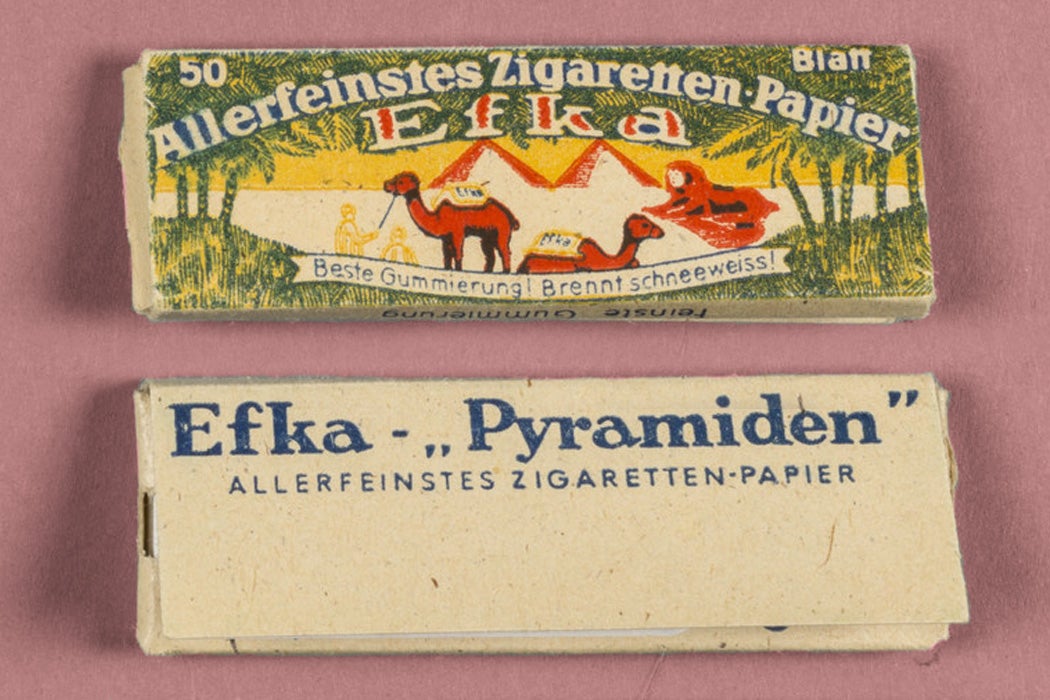 50 Blatt
Allerfeinstes Zigaretten-Papier
Efka
Efka
Efka
Beste Gummierung! Brennt schneeweiss!
Feinste Gummierung
Efka - „Pyramiden”
ALLERFEINSTES ZIGARETTEN-PAPIER